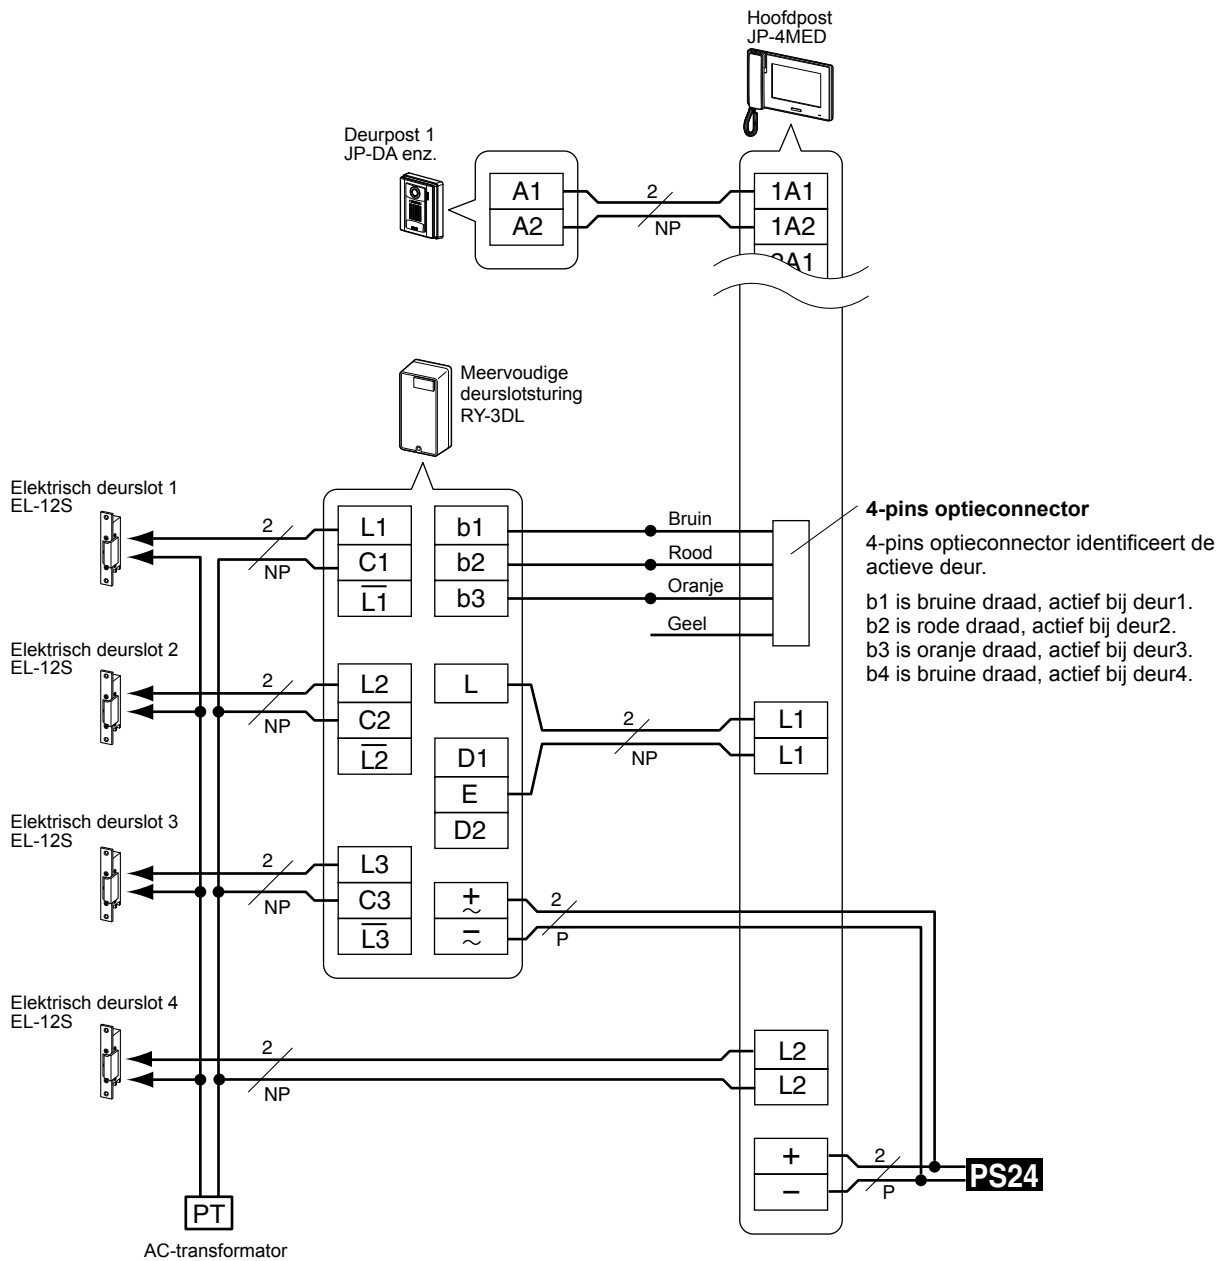 Hoofdpost
JP-4MED
Deurpost 1
JP-DA enz.
A1
A2
2
NP
1A1
1A2
2A1
Meervoudige
deurslotsturing
RY-3DL
Elektrisch deurslot 1
EL-12S
2
NP
L1
C1
L1
b1
b2
b3
Bruin
Rood
Oranje
Geel
4-pins optieconnector
4-pins optieconnector identificeert de
actieve deur.
b1 is bruine draad, actief bij deur1.
b2 is rode draad, actief bij deur2.
b3 is oranje draad, actief bij deur3.
b4 is bruine draad, actief bij deur4.
Elektrisch deurslot 2
EL-12S
2
NP
L2
C2
L2
L
D1
E
D2
2
NP
L1
L1
Elektrisch deurslot 3
EL-12S
2
NP
L3
C3
L3
+
~
−
~
2
P
Elektrisch deurslot 4
EL-12S
2
NP
L2
L2
+
−
2
P
PS24
PT
AC-transformator